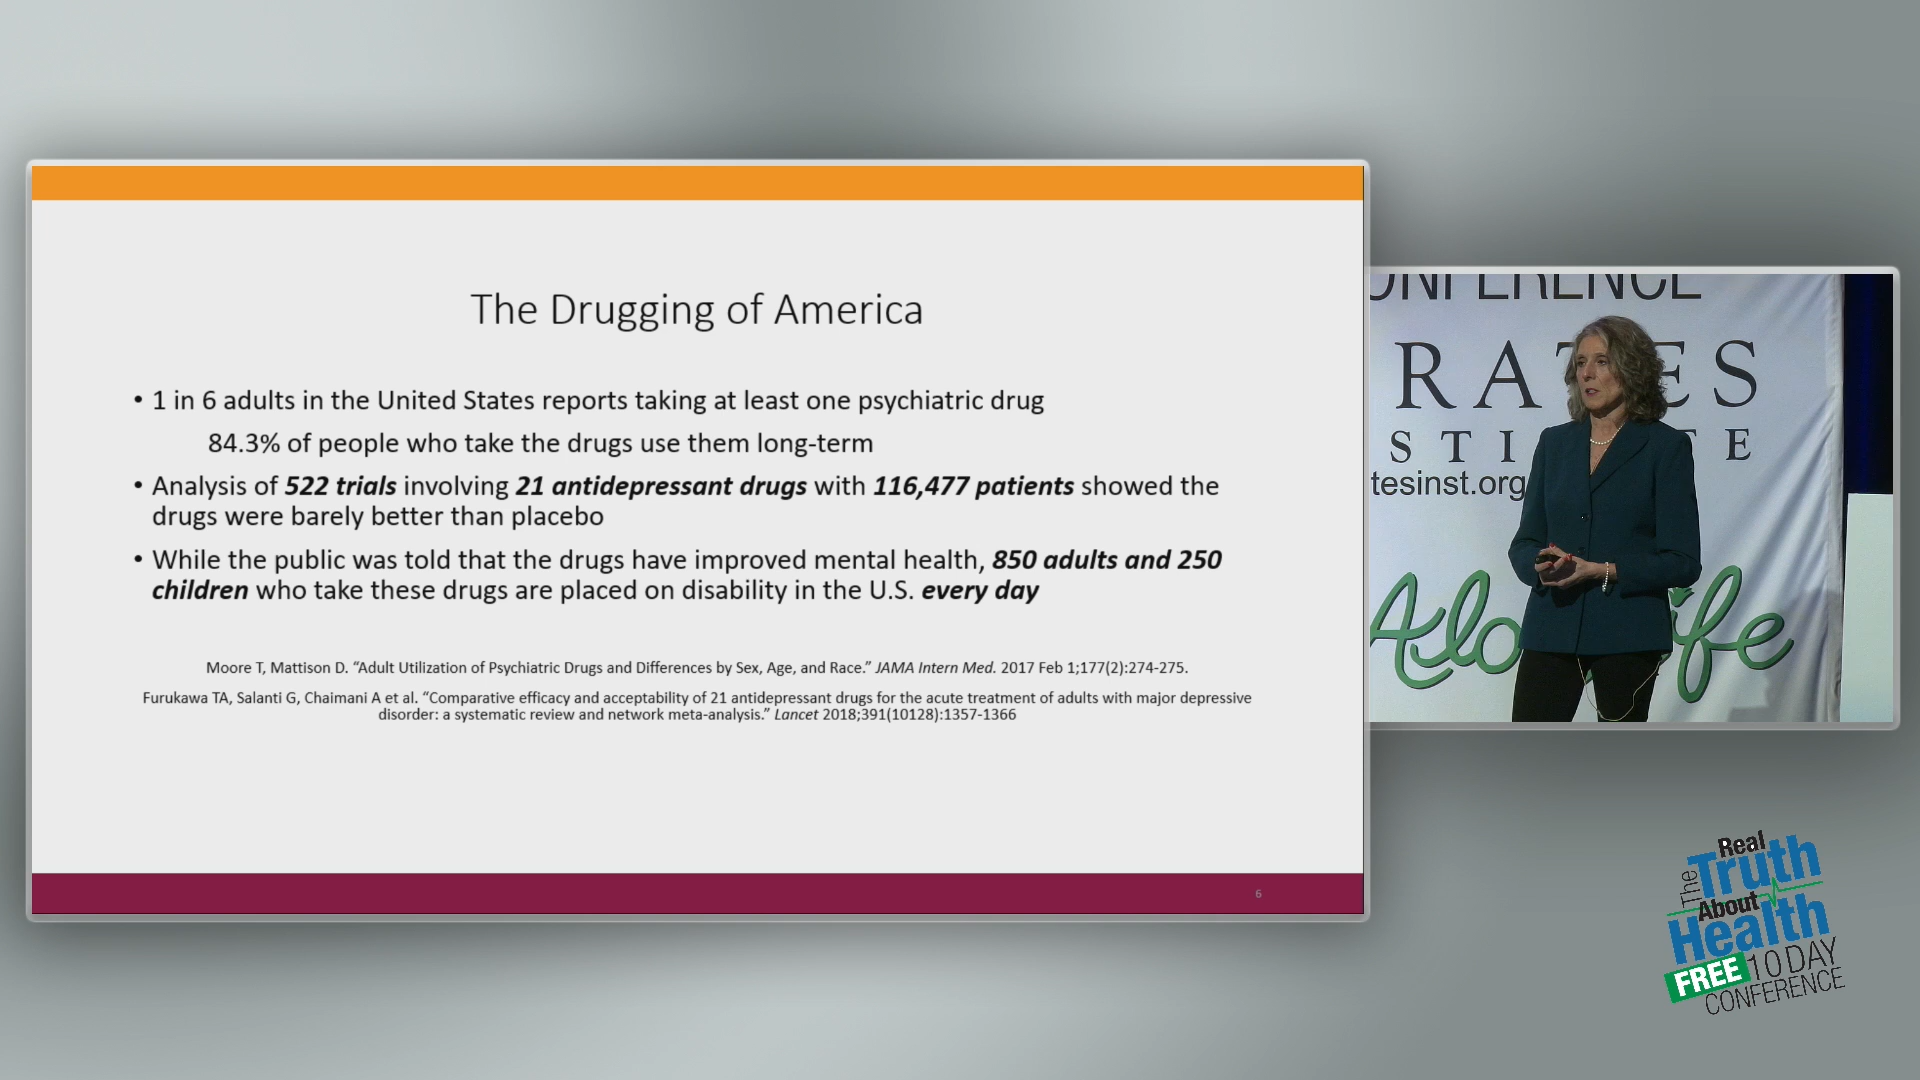 The Drugging of America
• 1 in 6 adults in the United States reports taking at least one psychiatric drug
84.3% of people who take the drugs use them long-term
• Analysis of 522 trials involving 21 antidepressant drugs with 116,477 patients showed the
drugs were barely better than placebo
• While the public was told that the drugs have improved mental health, 850 adults and 250
children who take these drugs are placed on disability in the U.S. every day
Moore T, Mattison D. “Adult Utilization of Psychiatric Drugs and Differences by Sex, Age, and Race.” JAMA Intern Med. 2017 Feb 1;177(2):274-275.
Furukawa TA, Salanti G, Chaimani A et al. “Comparative efficacy and acceptability of 21 antidepressant drugs for the acute treatment of adults with major depressive
disorder: a systematic review and network meta-analysis.” Lancet 2018;391(10128):1357-1366
6
ONFERENCE
RATES
STI TE
tesinst.org
Alo ife
The Real
Truth
About
Health
FREE 10 DAY
CONFERENCE